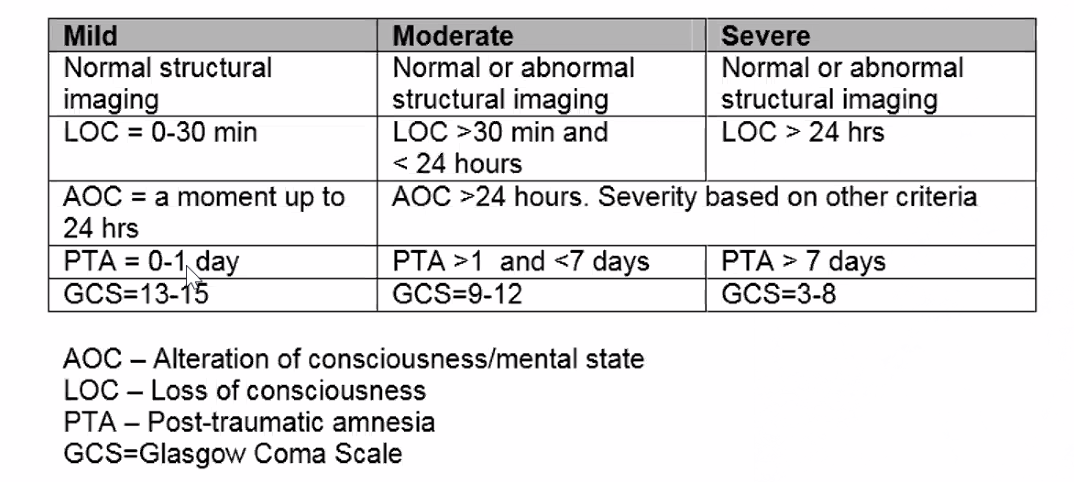 Mild Moderate Severe
Normal structural imaging Normal or abnormal structural imaging Normal or abnormal structural imaging
LOC = 0-30 min LOC >30 min and < 24 hours LOC > 24 hrs
AOC = a moment up to 24 hrs AOC >24 hours. Severity based on other criteria
PTA = 0-1 day PTA >1 and <7 days PTA > 7 days
GCS=13-15 GCS=9-12 GCS=3-8
AOC – Alteration of consciousness/mental state
LOC – Loss of consciousness
PTA – Post-traumatic amnesia
GCS=Glasgow Coma Scale